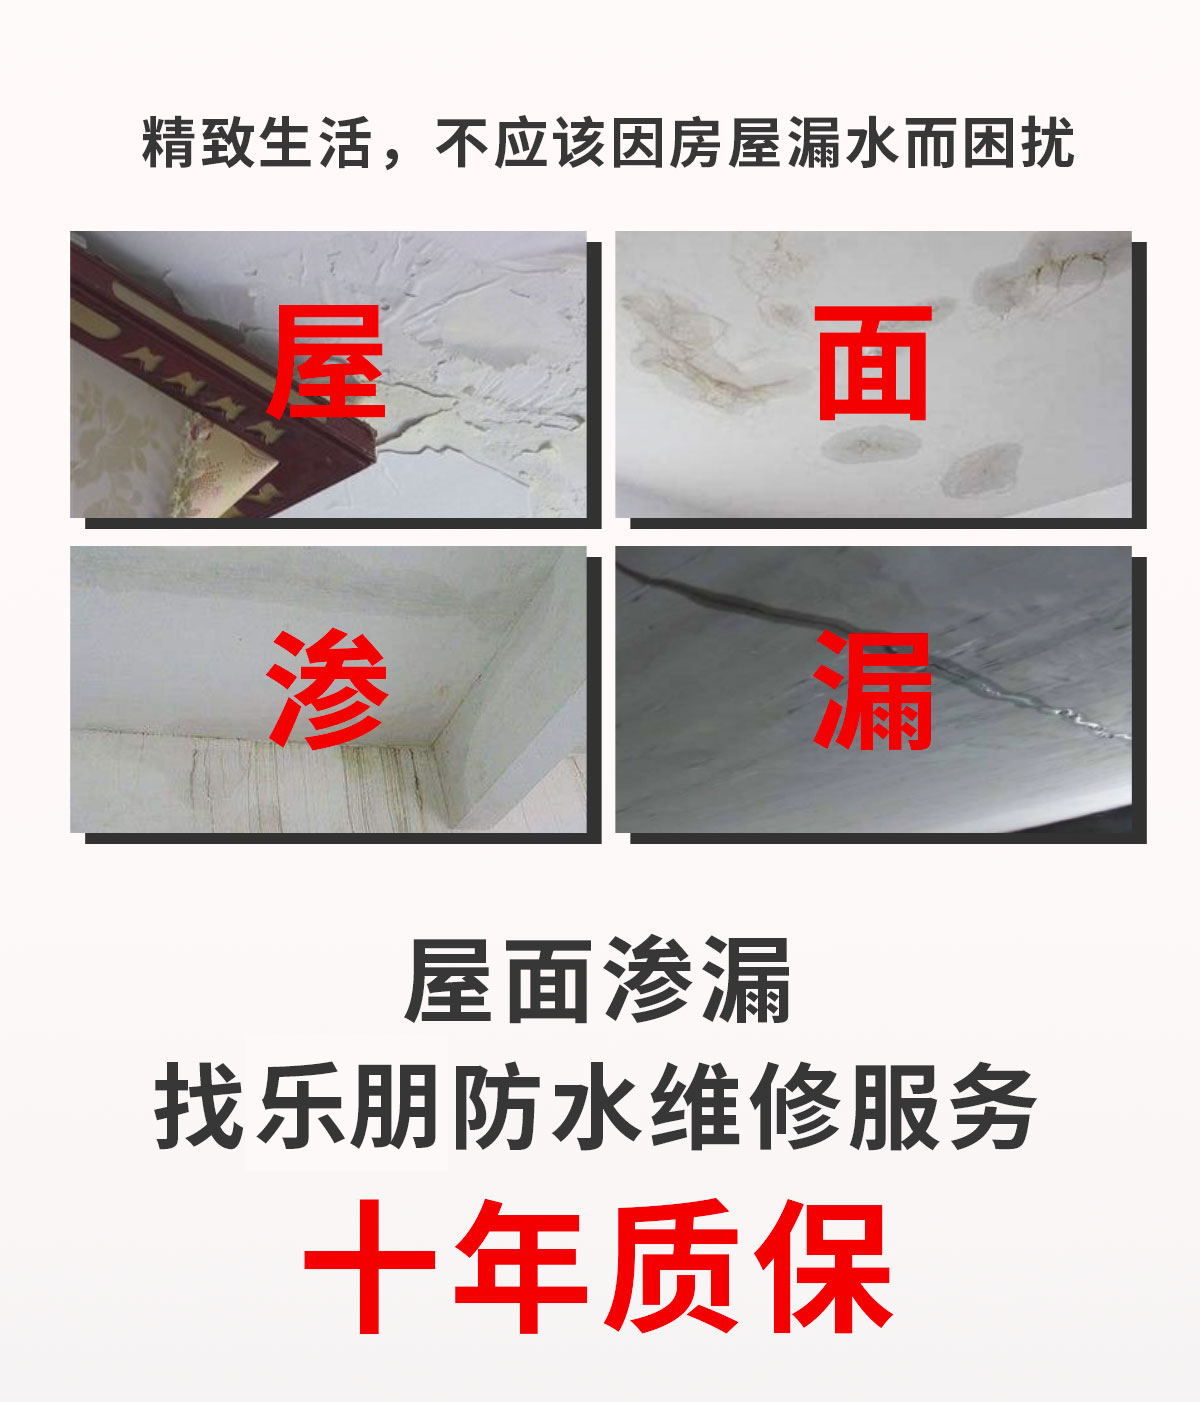 精致生活，不应该因房屋漏水而困扰
屋 面
渗 漏
屋面渗漏
找乐朋防水维修服务
十年质保